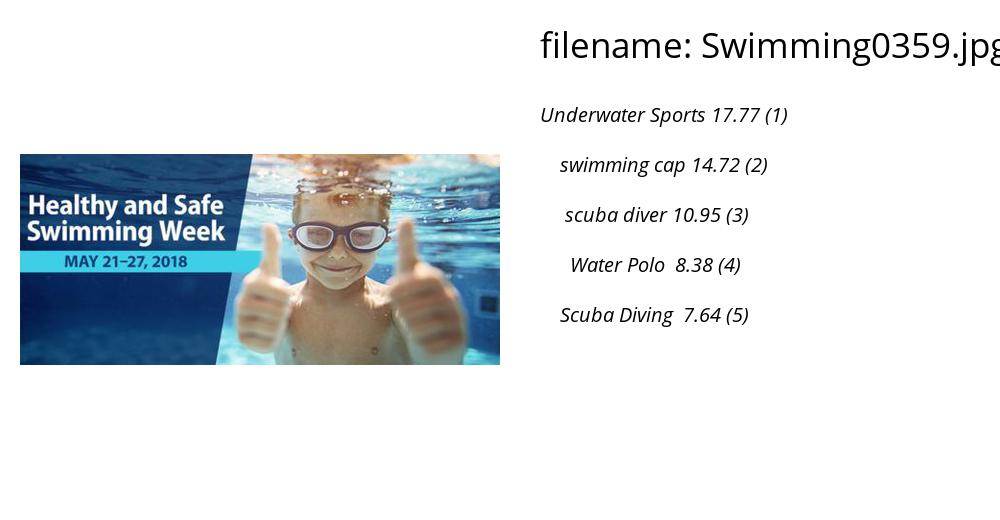 filename: Swimming0359.jpg
Underwater Sports 17.77 (1)
swimming cap 14.72 (2)
scuba diver 10.95 (3)
Water Polo 8.38 (4)
Scuba Diving 7.64 (5)
Healthy and Safe
Swimming Week
MAY 21–27, 2018